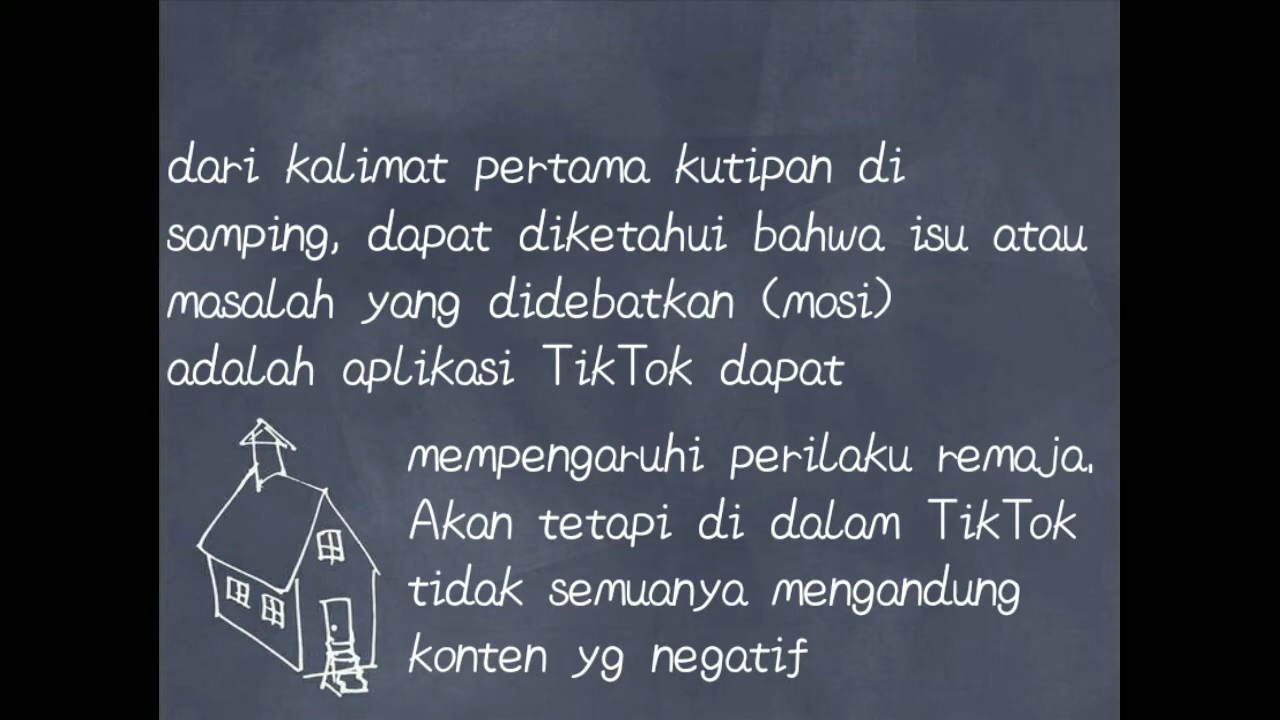 dari kalimat pertama kutipan di
samping, dapat diketahui bahwa isu atau
masalah yang didebatkan (mosi)
adalah aplikasi TikTok dapat
mempengaruhi perilaku remaja.
Akan tetapi di dalam TikTok
tidak semuanya mengandung
konten yg negatif